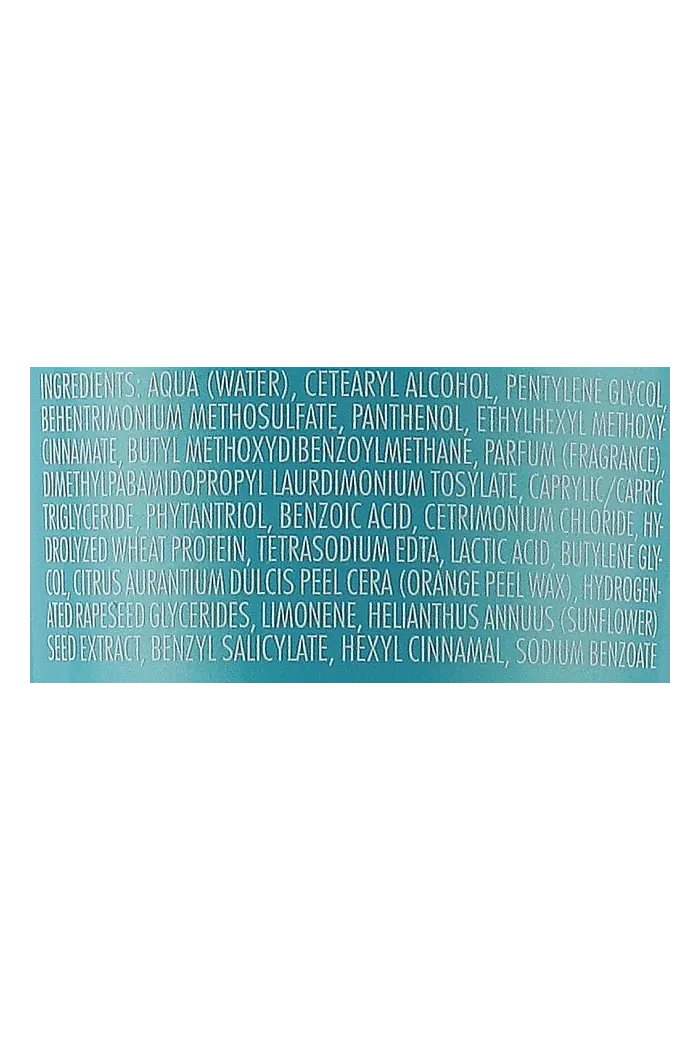 INGREDIENTS: AQUA (WATER), CETEARYL ALCOHOL, PENTYLENE GLYCOL,
BEHENTRIMONIUM METHOSULFATE, PANTHENOL, ETHYLHEXYL METHOXY-
CINNAMATE, BUTYL METHOXYDIBENZOYLMETHANE, PARFUM (FRAGRANCE),
DIMETHYLPABAMIDOPROPYL LAURDIMONIUM TOSYLATE, CAPRYLIC/CAPRIC
TRIGLYCERIDE, PHYTANTRIOL, BENZOIC ACID, CETRIMONIUM CHLORIDE, HY-
DROLYZED WHEAT PROTEIN, TETRASODIUM EDTA, LACTIC ACID, BUTYLENE GLY-
COL, CITRUS AURANTIUM DULCIS PEEL CERA (ORANGE PEEL WAX), HYDROGEN-
ATED RAPESEED GLYCERIDES, LIMONENE, HELIANTHUS ANNUUS (SUNFLOWER)
SEED EXTRACT, BENZYL SALICYLATE, HEXYL CINNAMAL, SODIUM BENZOATE